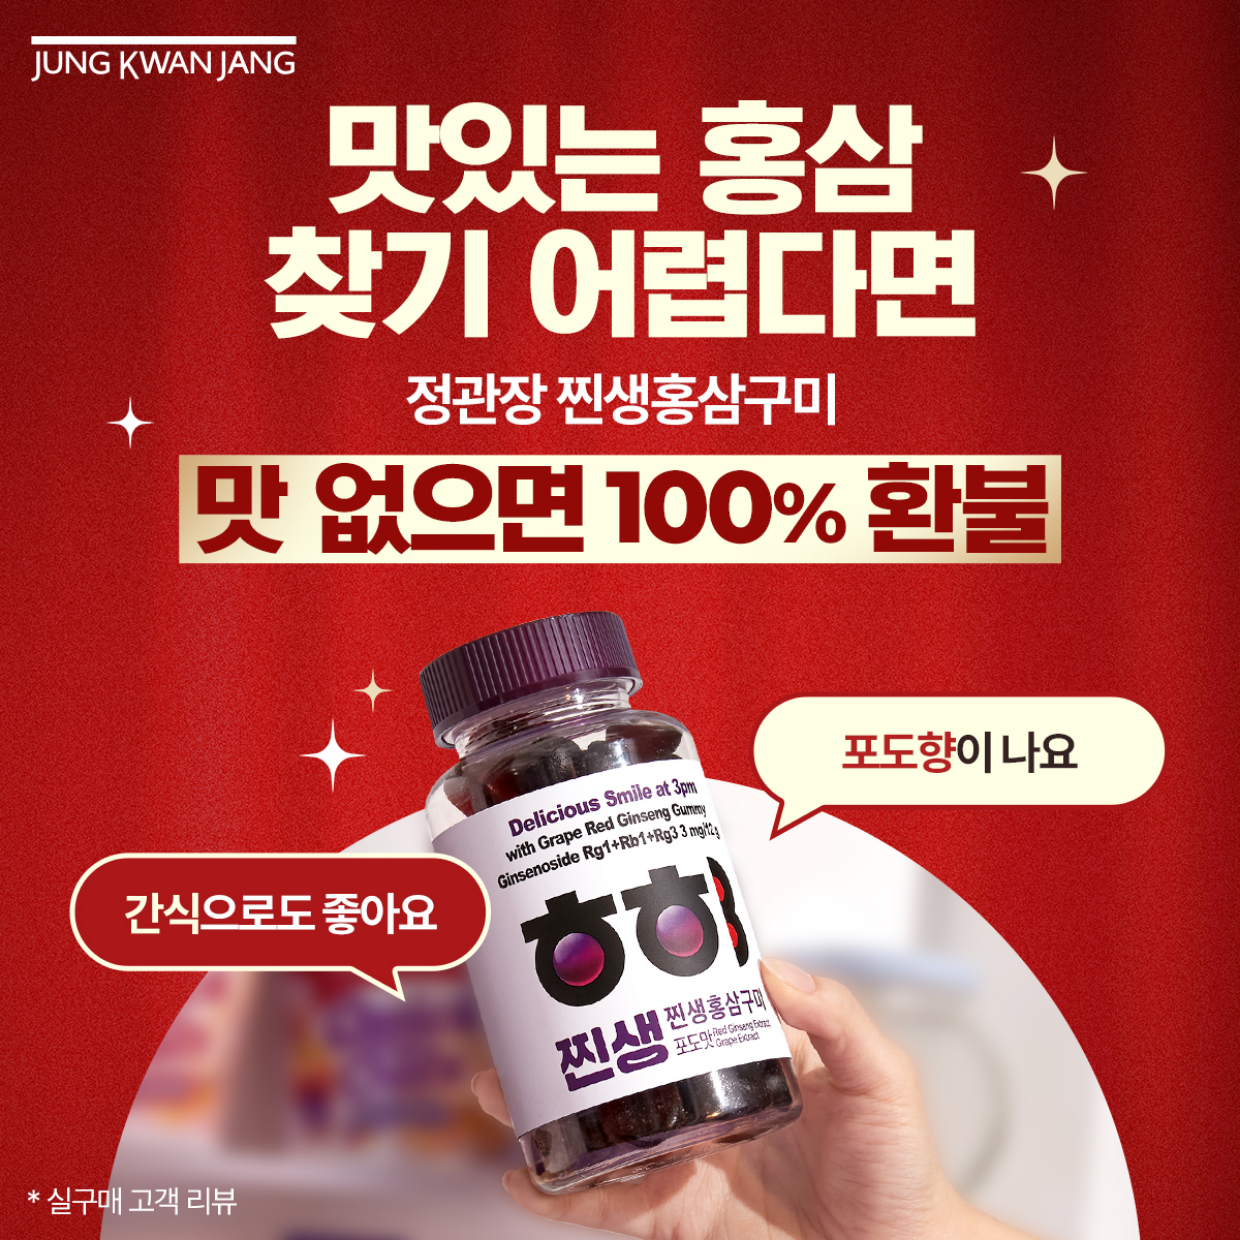 JUNG KWAN JANG
맛있는 홍삼
찾기 어렵다면
정관장 찐생홍삼구미
맛 없으면 100% 환불
포도향이 나요
간식으로도 좋아요
Delicious Smile at 3pm
with Grape Red Ginseng Gummy
Ginsenoside Rg1+Rb1+Rg3 3 mg/12 g
찐생
찐생홍삼구미
포도맛
Red Ginseng Extract
Grape Extract
* 실구매 고객 리뷰